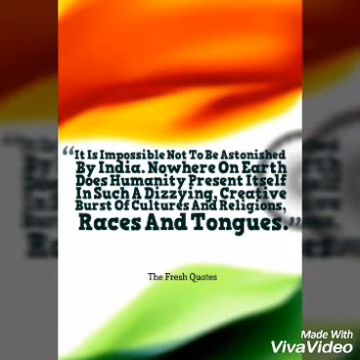 “It Is Impossible Not To Be Astonished
By India. Nowhere On Earth
Does Humanity Present Itself
In Such A Dizzying, Creative
Burst Of Cultures And Religions,
Races And Tongues.”
The Fresh Quotes
Made With
VivaVideo